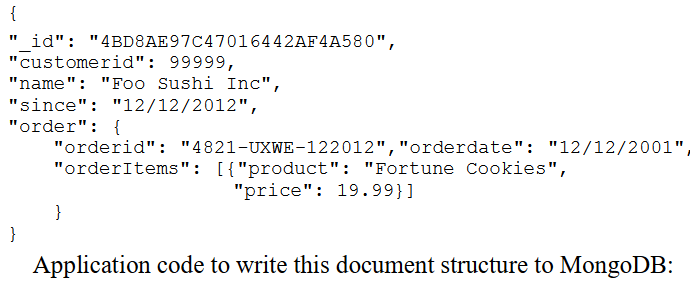 {
"_id": "4BD8AE97C47016442AF4A580",
"customerid": 99999,
"name": "Foo Sushi Inc",
"since": "12/12/2012",
"order": {
"orderid": "4821-UXWE-122012","orderdate": "12/12/2001",
"orderItems": [{"product": "Fortune Cookies",
"price": 19.99}]
}
}
Application code to write this document structure to MongoDB: